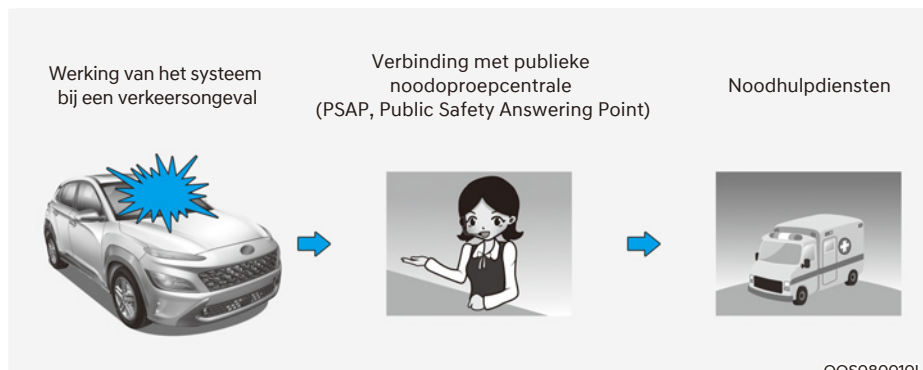 Werking van het systeem
bij een verkeersongeval
Verbinding met publieke
noodoproepcentrale
(PSAP, Public Safety Answering Point)
Noodhulpdiensten